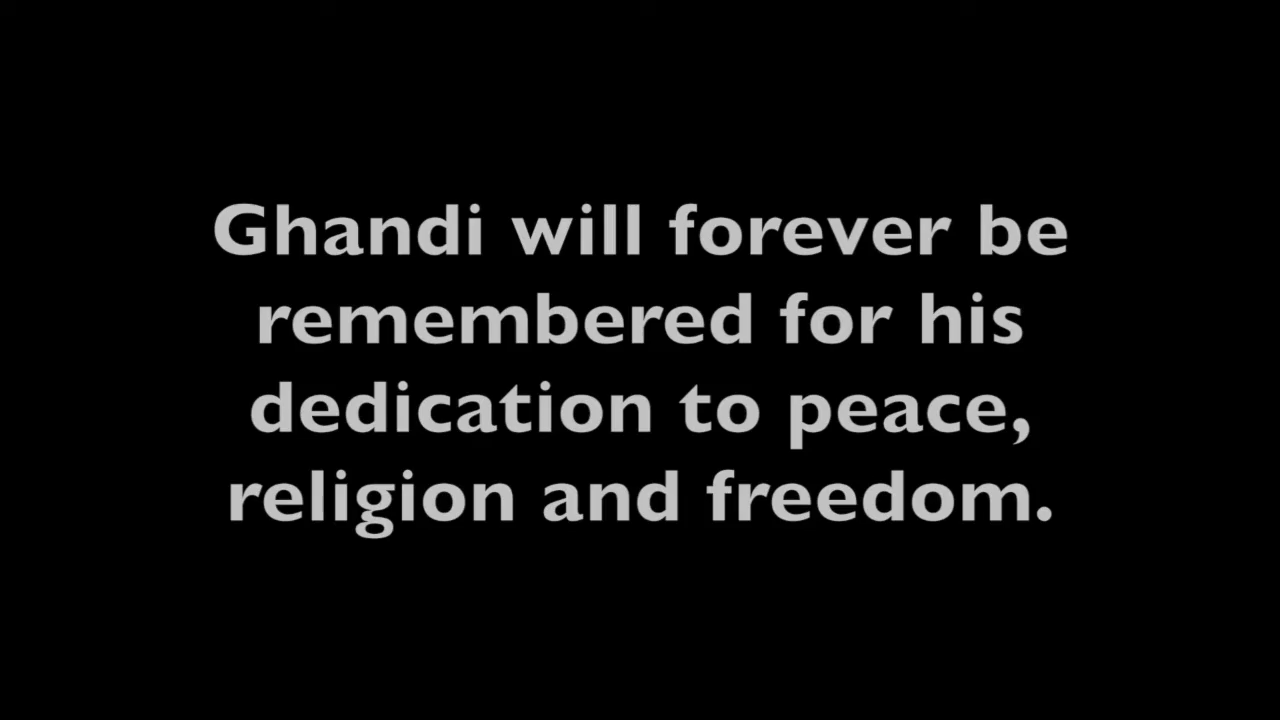 Ghandi will forever be
remembered for his
dedication to peace,
religion and freedom.